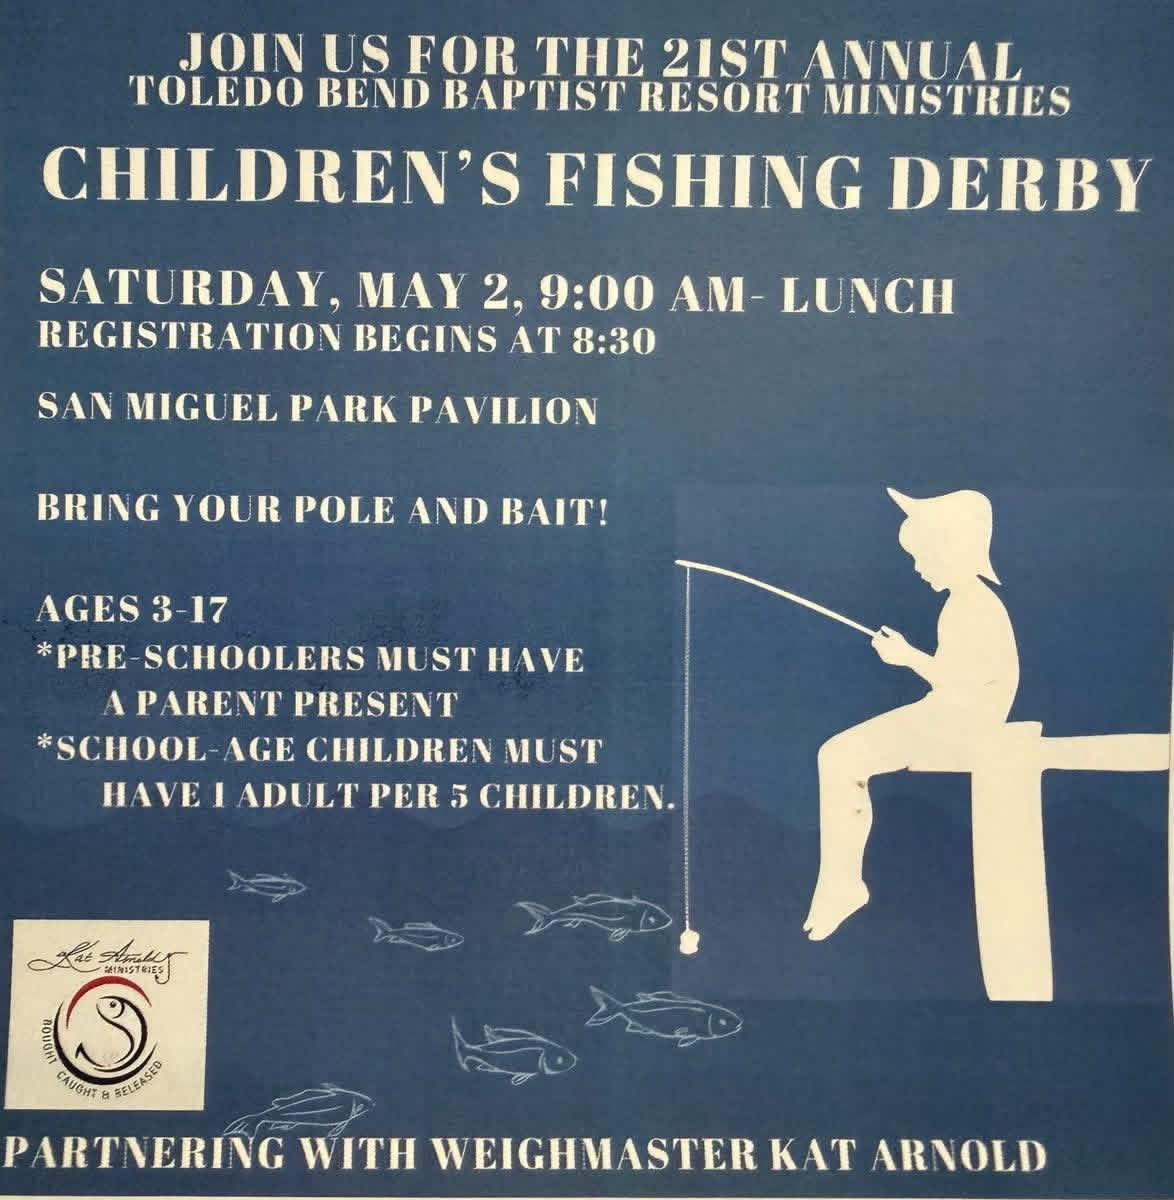 JOIN US FOR THE 21ST ANNUAL
TOLEDO BEND BAPTIST RESORT MINISTRIES
CHILDREN'S FISHING DERBY
SATURDAY, MAY 2, 9:00 AM- LUNCH
REGISTRATION BEGINS AT 8:30
SAN MIGUEL PARK PAVILION
BRING YOUR POLE AND BAIT!
AGES 3-17
*PRE-SCHOOLERS MUST HAVE
A PARENT PRESENT
*SCHOOL-AGE CHILDREN MUST
HAVE 1 ADULT PER 5 CHILDREN.
Kat Arnold
MINISTRIES
BOUGHT CAUGHT & RELEASED
PARTNERING WITH WEIGHMASTER KAT ARNOLD